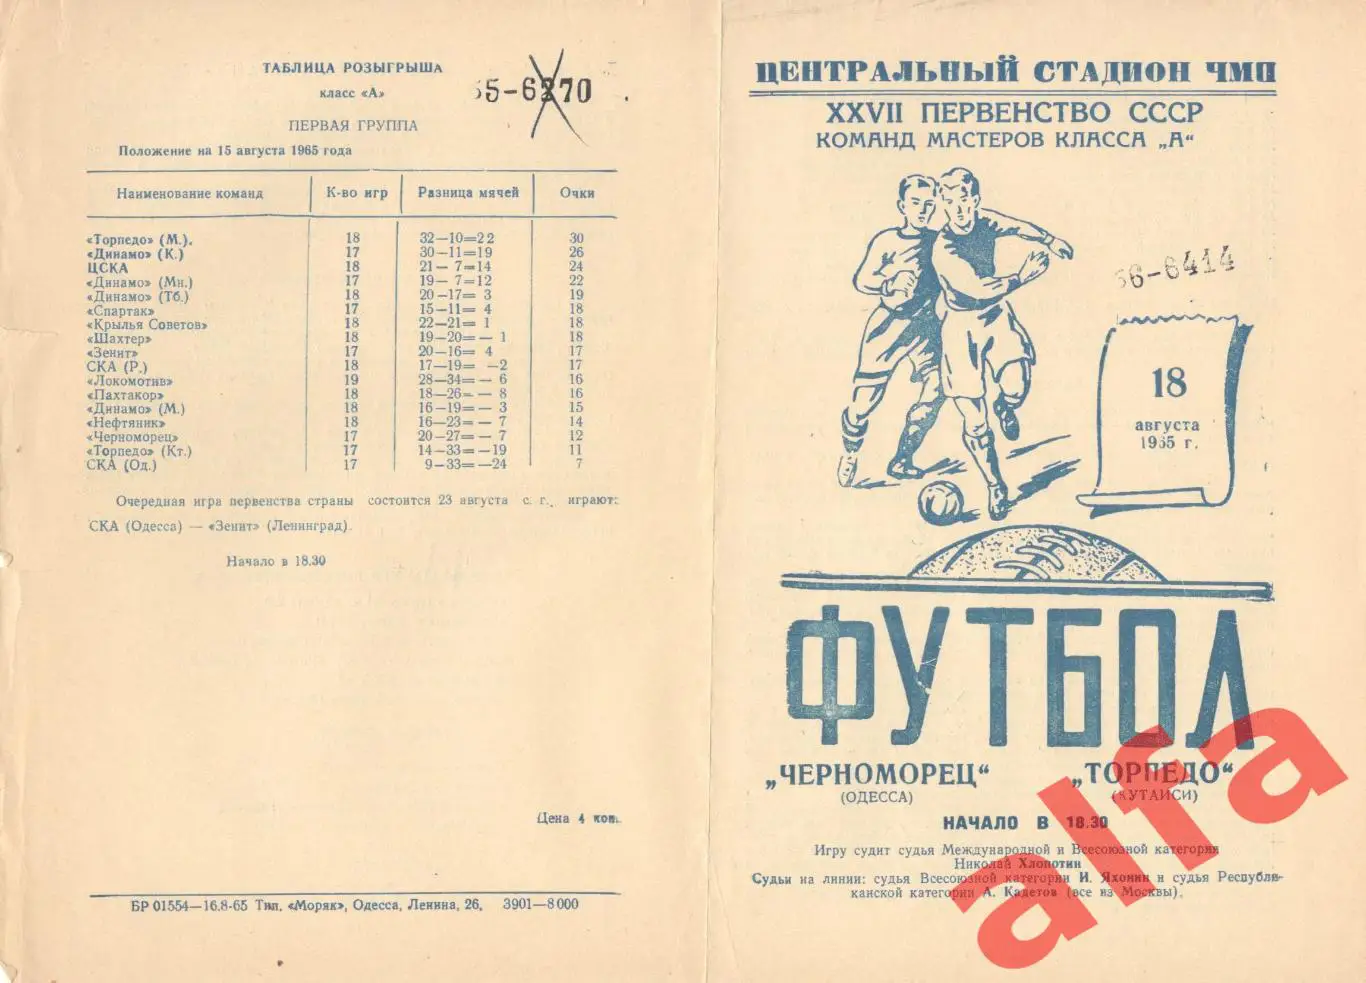 ТАБЛИЦА РОЗЫГРЫША
класс «А»
ПЕРВАЯ ГРУППА
Положение на 15 августа 1965 года
Наименование команд К-во игр Разница мячей Очки
«Торпедо» (М.). 18 32—10=22 30
«Динамо» (К.) 17 30—11=19 26
ЦСКА 18 21— 7=14 24
«Динамо» (Мн.) 17 19— 7=12 22
«Динамо» (Тб.) 18 20—17= 3 19
«Спартак» 17 15—11= 4 18
«Крылья Советов» 18 22—21= 1 18
«Шахтер» 18 19—20= — 1 18
«Зенит» 17 20—16= 4 17
СКА (Р.) 18 17—19= —2 17
«Локомотив» 19 28—34= — 6 16
«Пахтакор» 18 18—26= — 8 16
«Динамо» (М.) 18 16—19= — 3 15
«Нефтяник» 18 16—23= — 7 14
«Черноморец» 17 20—27= — 7 12
«Торпедо» (Кт.) 17 14—33= —19 11
СКА (Од.) 17 9—33= —24 7
Очередная игра первенства страны состоится 23 августа с. г., играют:
СКА (Одесса) — «Зенит» (Ленинград).
Начало в 18.30
Цена 4 коп.
БР 01554—16.8-65 Тип. «Моряк», Одесса, Ленина, 26. 3901—8000
ЦЕНТРАЛЬНЫЙ СТАДИОН ЧМП
XXVII ПЕРВЕНСТВО СССР
КОМАНД МАСТЕРОВ КЛАССА „А“
6-6414
18
августа
1965 г.
ФУТБОЛ
„ЧЕРНОМОРЕЦ“ „ТОРПЕДО“
(ОДЕССА) (КУТАИСИ)
НАЧАЛО В 18.30
Игру судит судья Международной и Всесоюзной категории
Николай Хлопотин
Судьи на линии: судья Всесоюзной категории И. Яхонин и судья Республи-
канской категории А. Кадетов (все из Москвы).
alfa